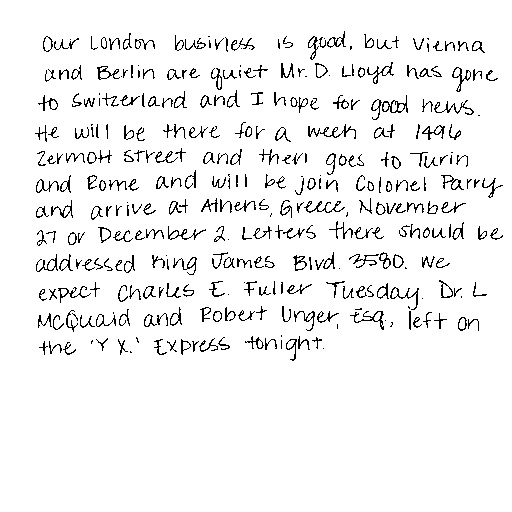 Our London business is good, but Vienna
and Berlin are quiet Mr. D. Lloyd has gone
to Switzerland and I hope for good news.
He will be there for a week at 1496
Zermott Street and then goes to Turin
and Rome and will be join Colonel Parry
and arrive at Athens, Greece, November
27 or December 2. Letters there should be
addressed King James Blvd. 3580. We
expect Charles E. Fuller Tuesday. Dr. L
McQuaid and Robert Unger, Esq., left on
the 'Y X.' Express tonight.